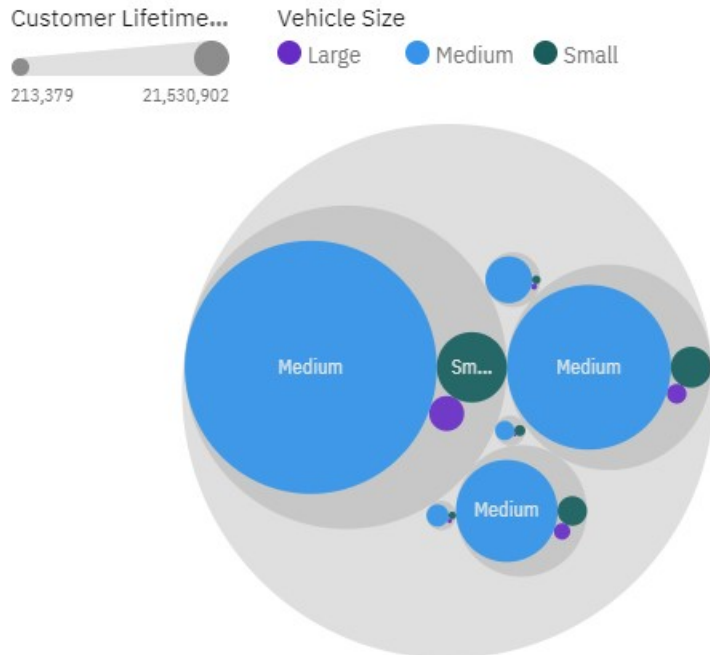 Customer Lifetime...
Vehicle Size
Large
Medium
Small
213,379
21,530,902
Medium
Sm...
Medium
Medium